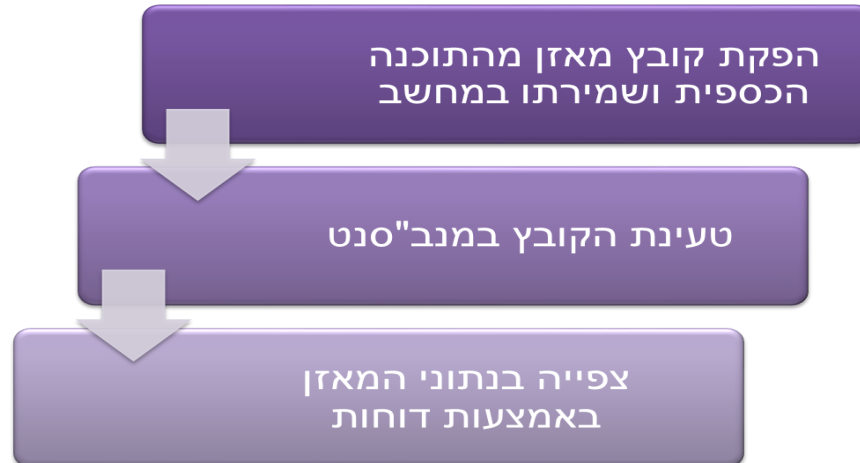 הפקת קובץ מאזן מהתוכנה
הכספית ושמירתו במחשב
טעינת הקובץ במנב"סנט
צפייה בנתוני המאזן
באמצעות דוחות